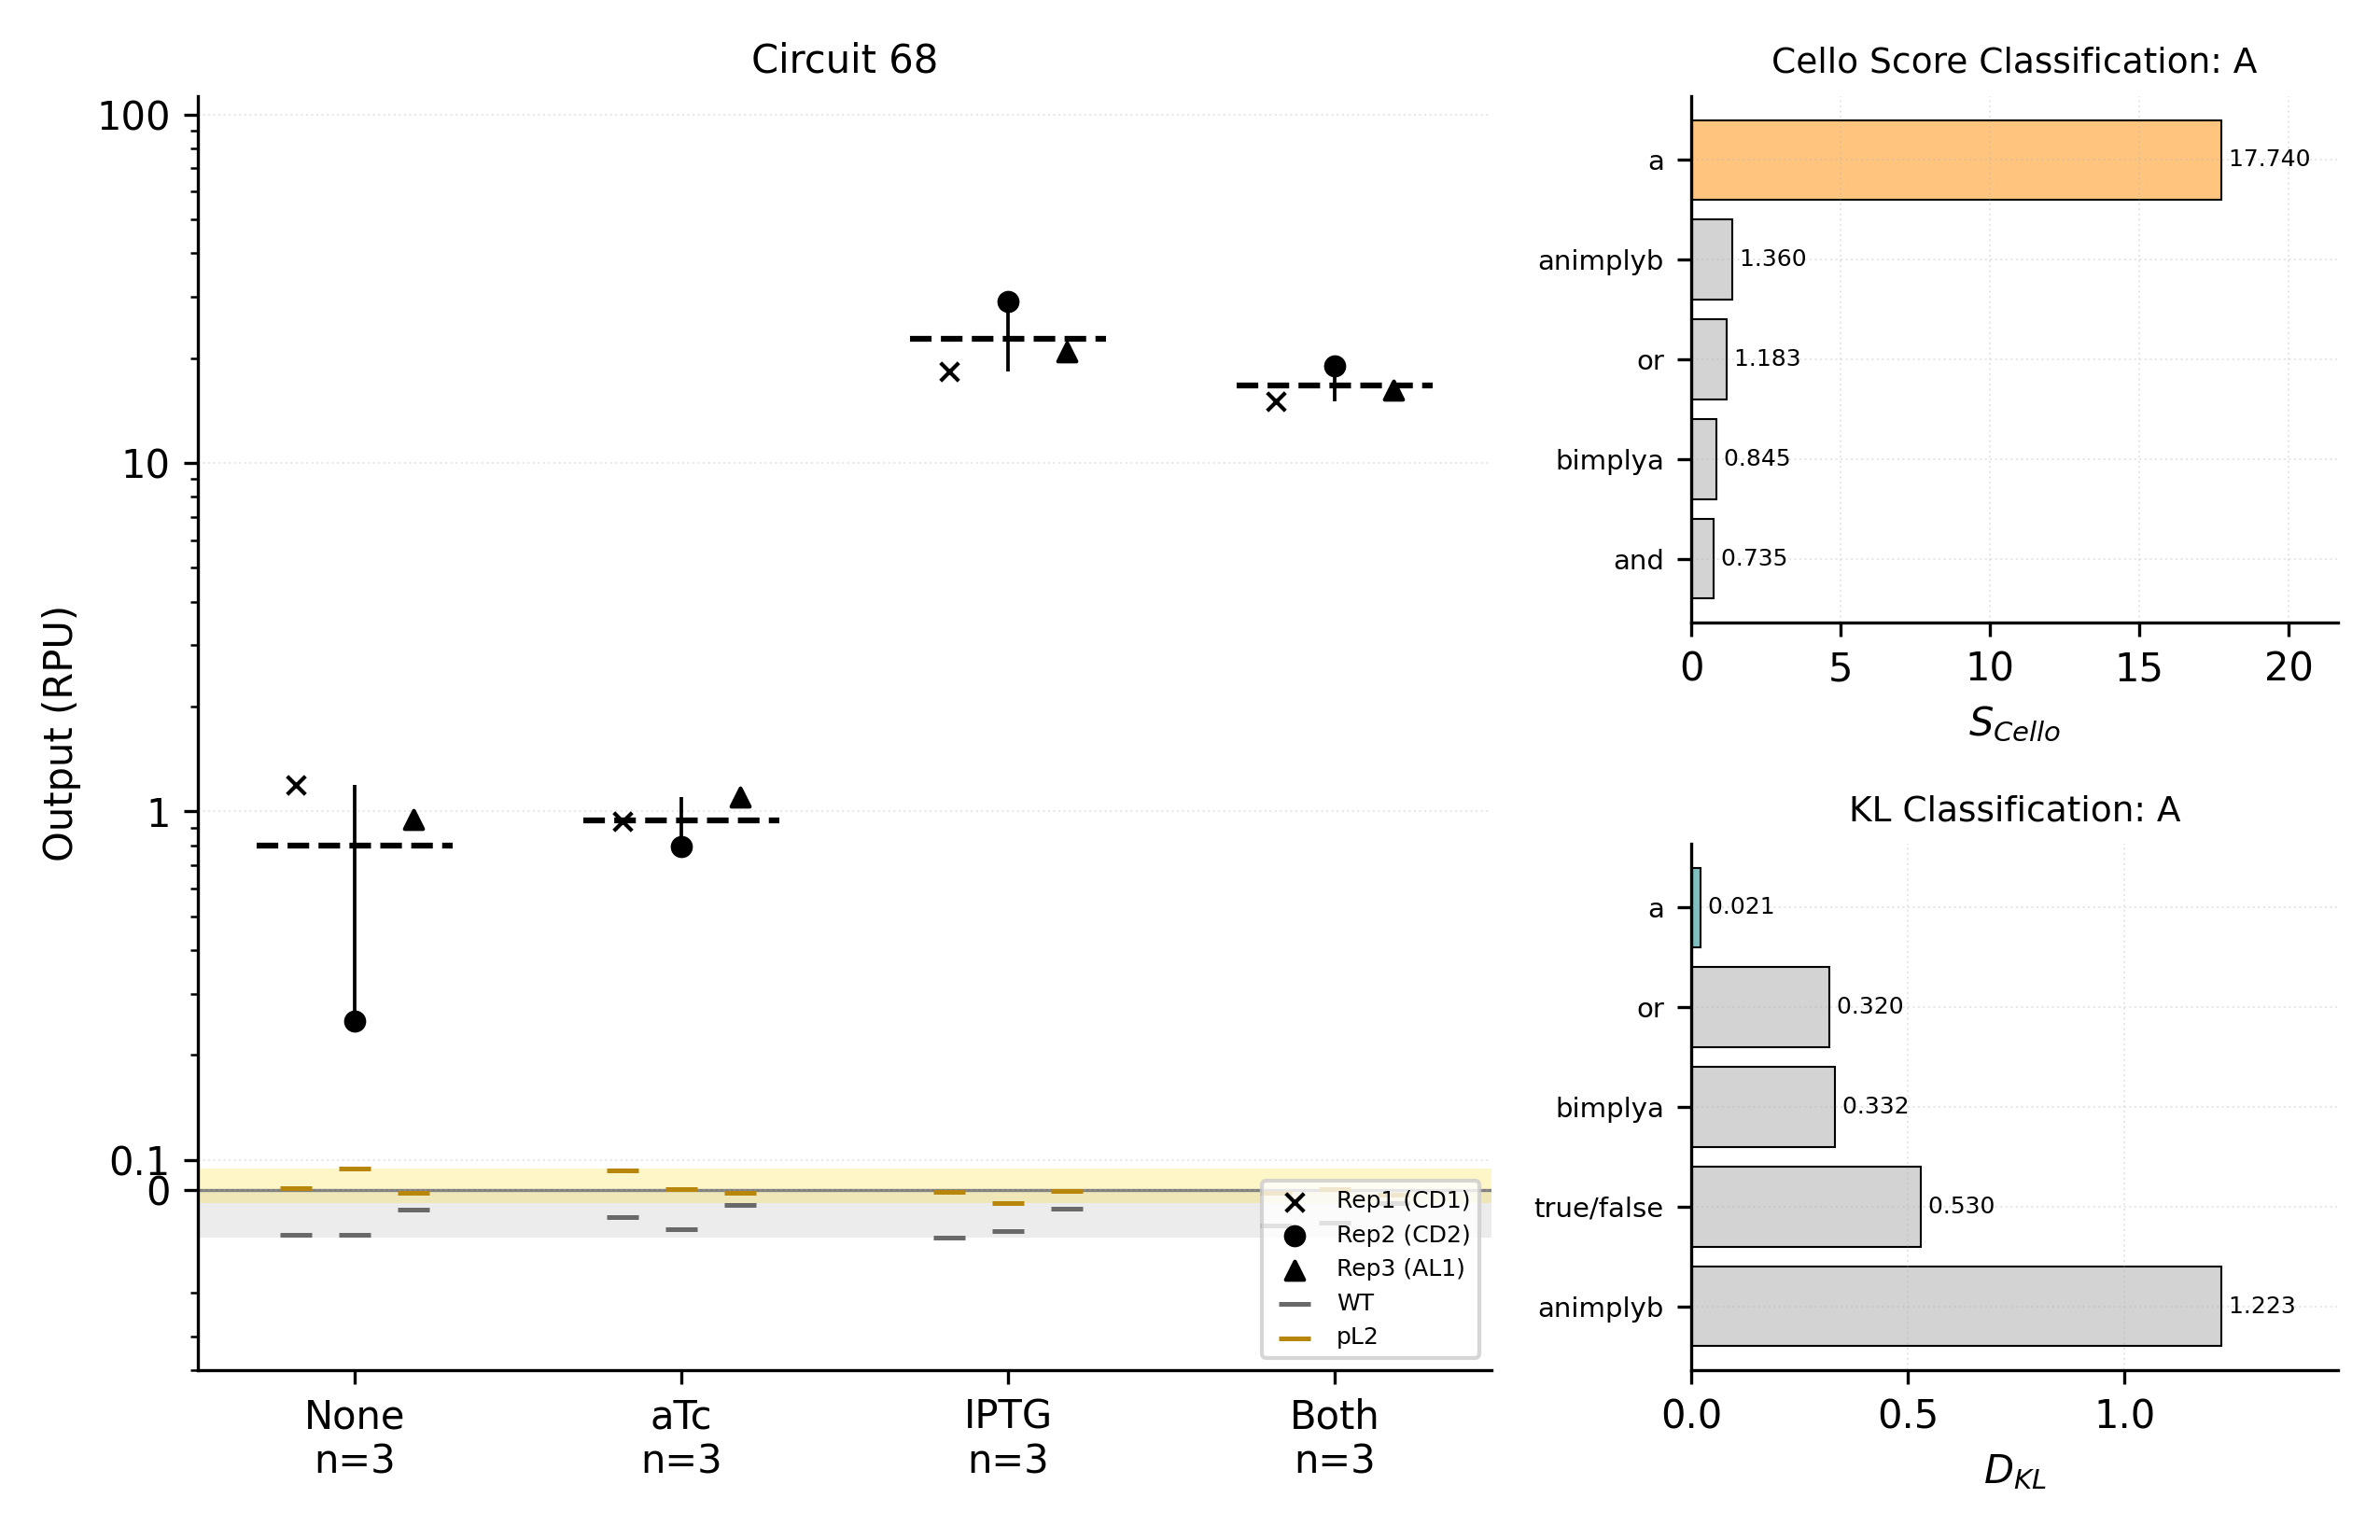 Circuit 68
Output (RPU)
100
10
1
0.1
0
None
n=3
aTc
n=3
IPTG
n=3
Both
n=3
Rep1 (CD1)
Rep2 (CD2)
Rep3 (AL1)
WT
pL2
Cello Score Classification: A
a
17.740
animplyb
1.360
or
1.183
bimplya
0.845
and
0.735
0 5 10 15 20
S_Cello
KL Classification: A
a
0.021
or
0.320
bimplya
0.332
true/false
0.530
animplyb
1.223
0.0 0.5 1.0
D_KL